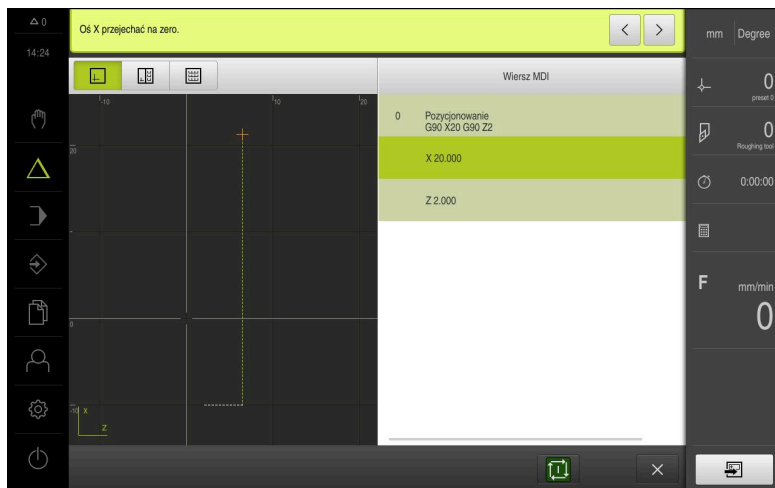 0
14:24
Oś X przejechać na zero.
mm
Degree
Wiersz MDI
0
Pozycjonowanie
G90 X20 G90 Z2
X 20.000
Z 2.000
-10
10
20
20
0
-10
X
Z
0
preset 0
0
Roughing tool
0:00:00
F
mm/min
0